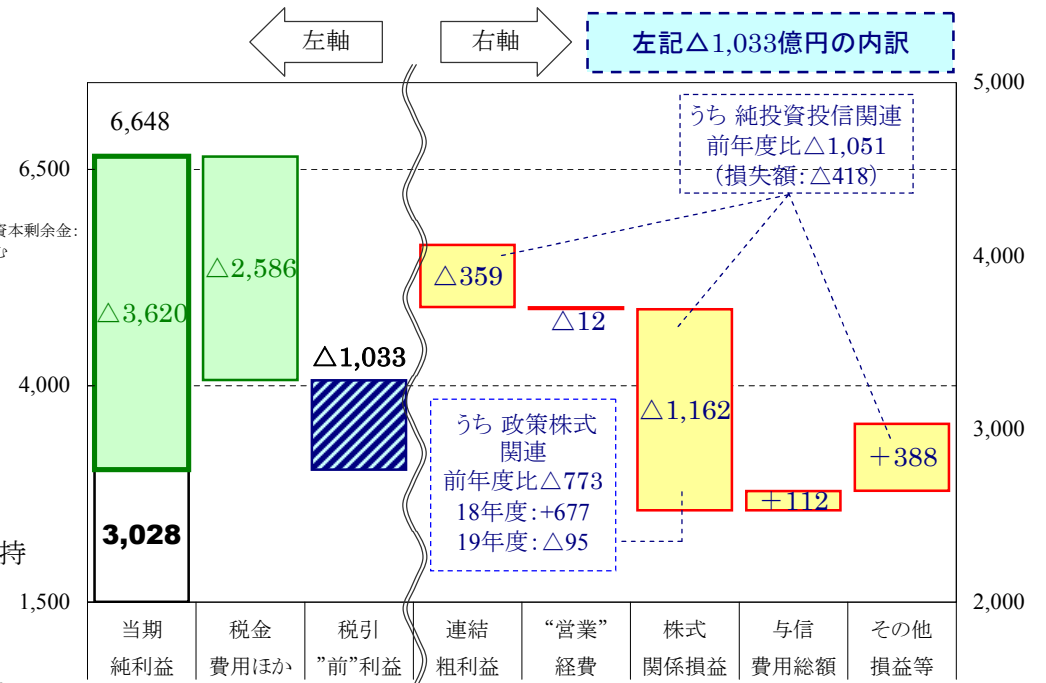 左軸
右軸
左記△1,033億円の内訳
5,000
6,648
うち 純投資投信関連
前年度比△1,051
(損失額:△418)
6,500
資本剰余金:
△2,586
4,000
△359
△3,620
△12
△1,033
4,000
うち 政策株式
関連
前年度比△773
18年度:+677
19年度:△95
△1,162
3,000
+388
+112
3,028
持
1,500
2,000
当期
純利益
税金
費用ほか
税引
”前”利益
連結
粗利益
“営業”
経費
株式
関係損益
与信
費用総額
その他
損益等